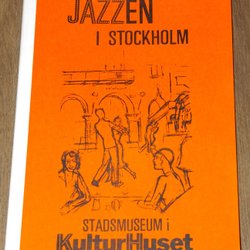 JAZZEN
I STOCKHOLM
STADSMUSEUM i
KulturHuset